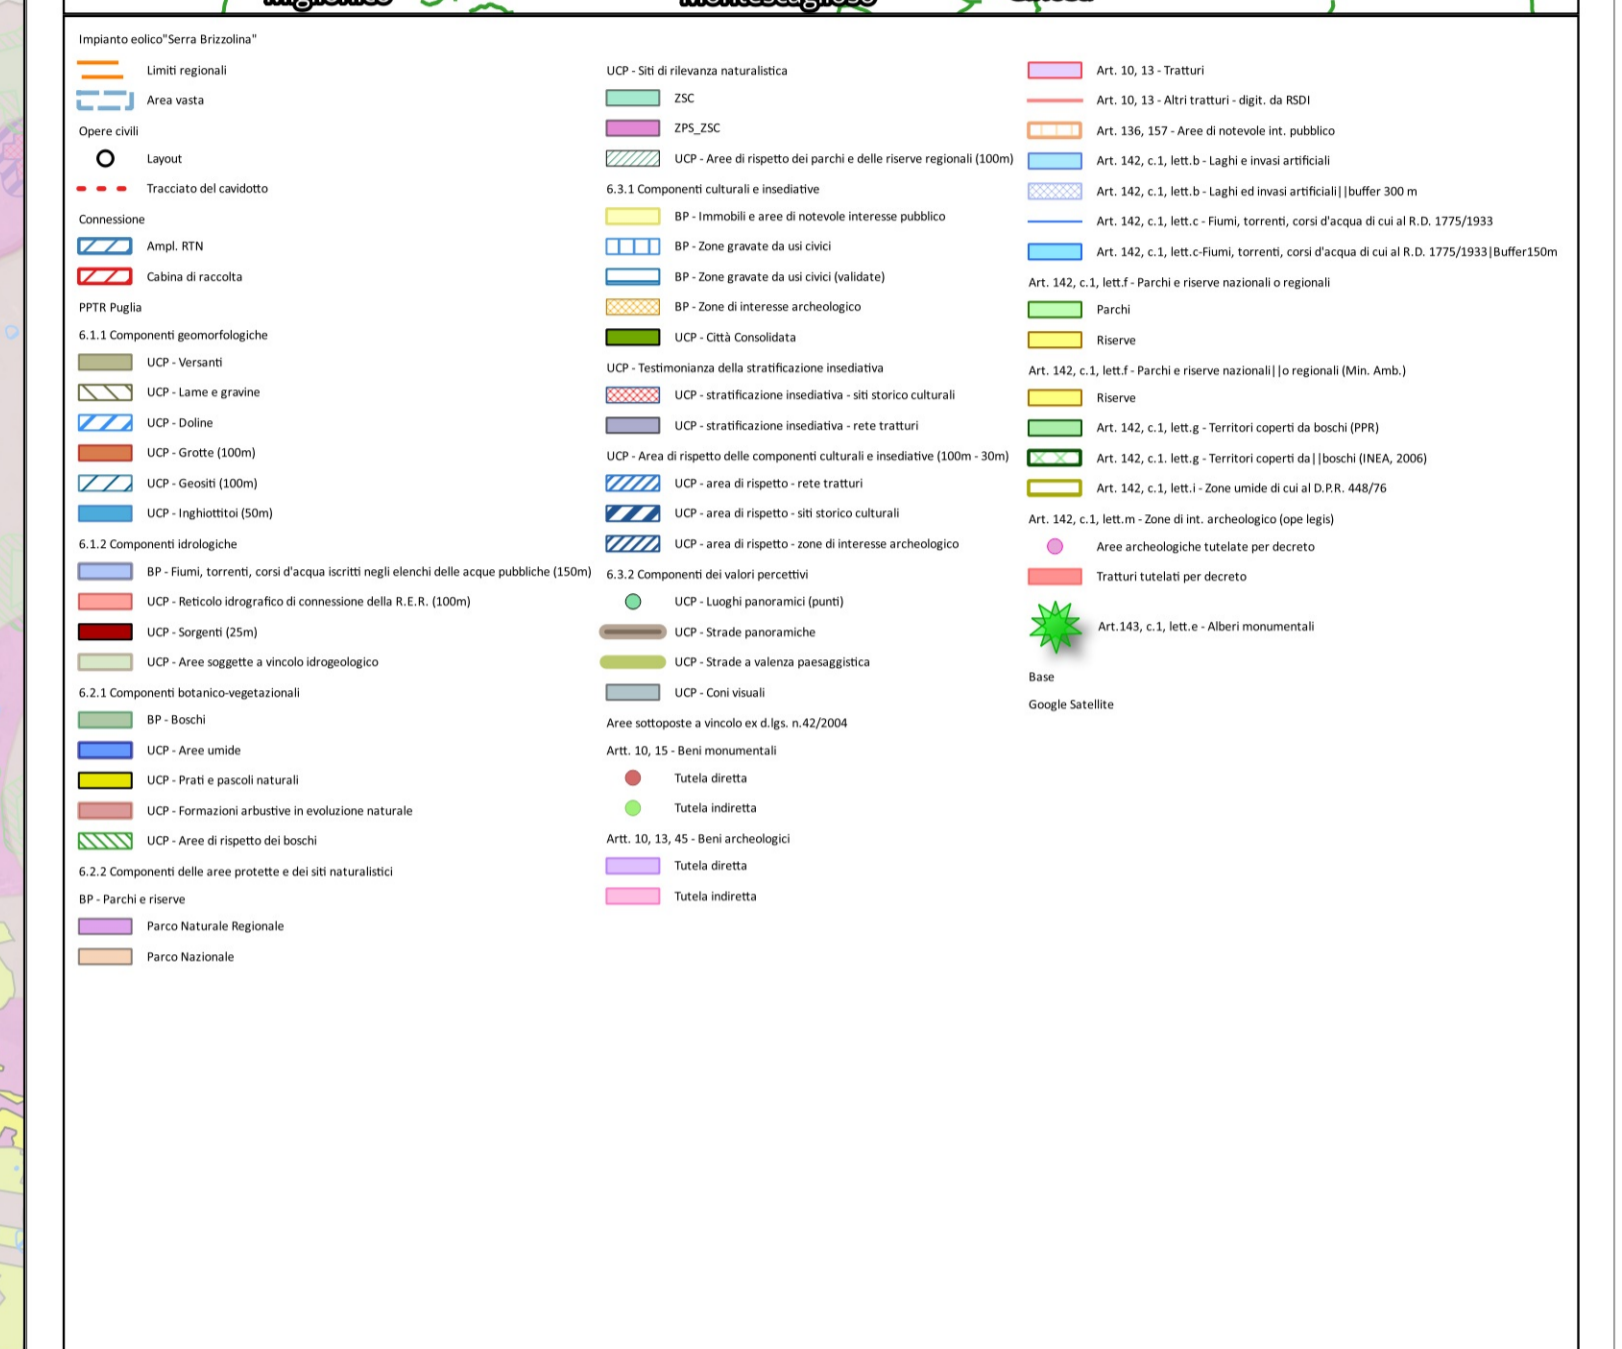 Impianto eolico"Serra Brizzolina"
Limiti regionali
Area vasta
Opere civili
Layout
Tracciato del cavidotto
Connessione
Ampl. RTN
Cabina di raccolta
PPTR Puglia
6.1.1 Componenti geomorfologiche
UCP - Versanti
UCP - Lame e gravine
UCP - Doline
UCP - Grotte (100m)
UCP - Geositi (100m)
UCP - Inghiottitoi (50m)
6.1.2 Componenti idrologiche
BP - Fiumi, torrenti, corsi d'acqua iscritti negli elenchi delle acque pubbliche (150m)
UCP - Reticolo idrografico di connessione della R.E.R. (100m)
UCP - Sorgenti (25m)
UCP - Aree soggette a vincolo idrogeologico
6.2.1 Componenti botanico-vegetazionali
BP - Boschi
UCP - Aree umide
UCP - Prati e pascoli naturali
UCP - Formazioni arbustive in evoluzione naturale
UCP - Aree di rispetto dei boschi
6.2.2 Componenti delle aree protette e dei siti naturalistici
BP - Parchi e riserve
Parco Naturale Regionale
Parco Nazionale
UCP - Siti di rilevanza naturalistica
ZSC
ZPS_ZSC
UCP - Aree di rispetto dei parchi e delle riserve regionali (100m)
6.3.1 Componenti culturali e insediative
BP - Immobili e aree di notevole interesse pubblico
BP - Zone gravate da usi civici
BP - Zone gravate da usi civici (validate)
BP - Zone di interesse archeologico
UCP - Città Consolidata
UCP - Testimonianza della stratificazione insediativa
UCP - stratificazione insediativa - siti storico culturali
UCP - stratificazione insediativa - rete tratturi
UCP - Area di rispetto delle componenti culturali e insediative (100m - 30m)
UCP - area di rispetto - rete tratturi
UCP - area di rispetto - siti storico culturali
UCP - area di rispetto - zone di interesse archeologico
6.3.2 Componenti dei valori percettivi
UCP - Luoghi panoramici (punti)
UCP - Strade panoramiche
UCP - Strade a valenza paesaggistica
UCP - Coni visuali
Aree sottoposte a vincolo ex d.lgs. n.42/2004
Artt. 10, 15 - Beni monumentali
Tutela diretta
Tutela indiretta
Artt. 10, 13, 45 - Beni archeologici
Tutela diretta
Tutela indiretta
Art. 10, 13 - Tratturi
Art. 10, 13 - Altri tratturi - digit. da RSDI
Art. 136, 157 - Aree di notevole int. pubblico
Art. 142, c.1, lett.b - Laghi e invasi artificiali
Art. 142, c.1, lett.b - Laghi ed invasi artificiali||buffer 300 m
Art. 142, c.1, lett.c - Fiumi, torrenti, corsi d'acqua di cui al R.D. 1775/1933
Art. 142, c.1, lett.c-Fiumi, torrenti, corsi d'acqua di cui al R.D. 1775/1933|Buffer150m
Art. 142, c.1, lett.f - Parchi e riserve nazionali o regionali
Parchi
Riserve
Art. 142, c.1, lett.f - Parchi e riserve nazionali||o regionali (Min. Amb.)
Riserve
Art. 142, c.1, lett.g - Territori coperti da boschi (PPR)
Art. 142, c.1. lett.g - Territori coperti da||boschi (INEA, 2006)
Art. 142, c.1, lett.i - Zone umide di cui al D.P.R. 448/76
Art. 142, c.1, lett.m - Zone di int. archeologico (ope legis)
Aree archeologiche tutelate per decreto
Tratturi tutelati per decreto
Art.143, c.1, lett.e - Alberi monumentali
Base
Google Satellite